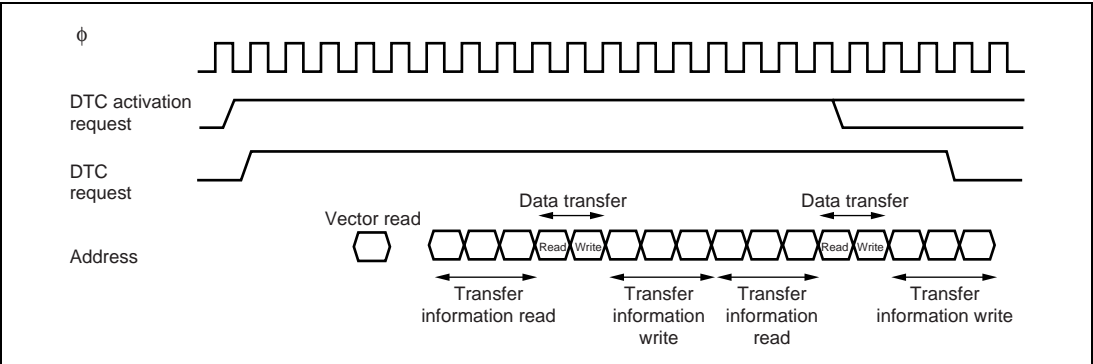 ϕ
DTC activation
request
DTC
request
Data transfer
Data transfer
Vector read
Address
Read
Write
Read
Write
Transfer
information read
Transfer
information
write
Transfer
information
read
Transfer
information write